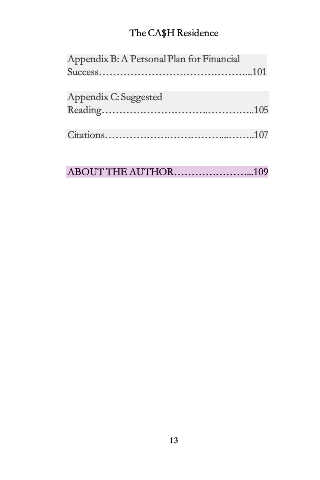 The CA$H Residence
Appendix B: A Personal Plan for Financial
Success……………………………………...101
Appendix C: Suggested
Reading………………………….…………..105
Citations……………………………...……..107
ABOUT THE AUTHOR…………………...109
13